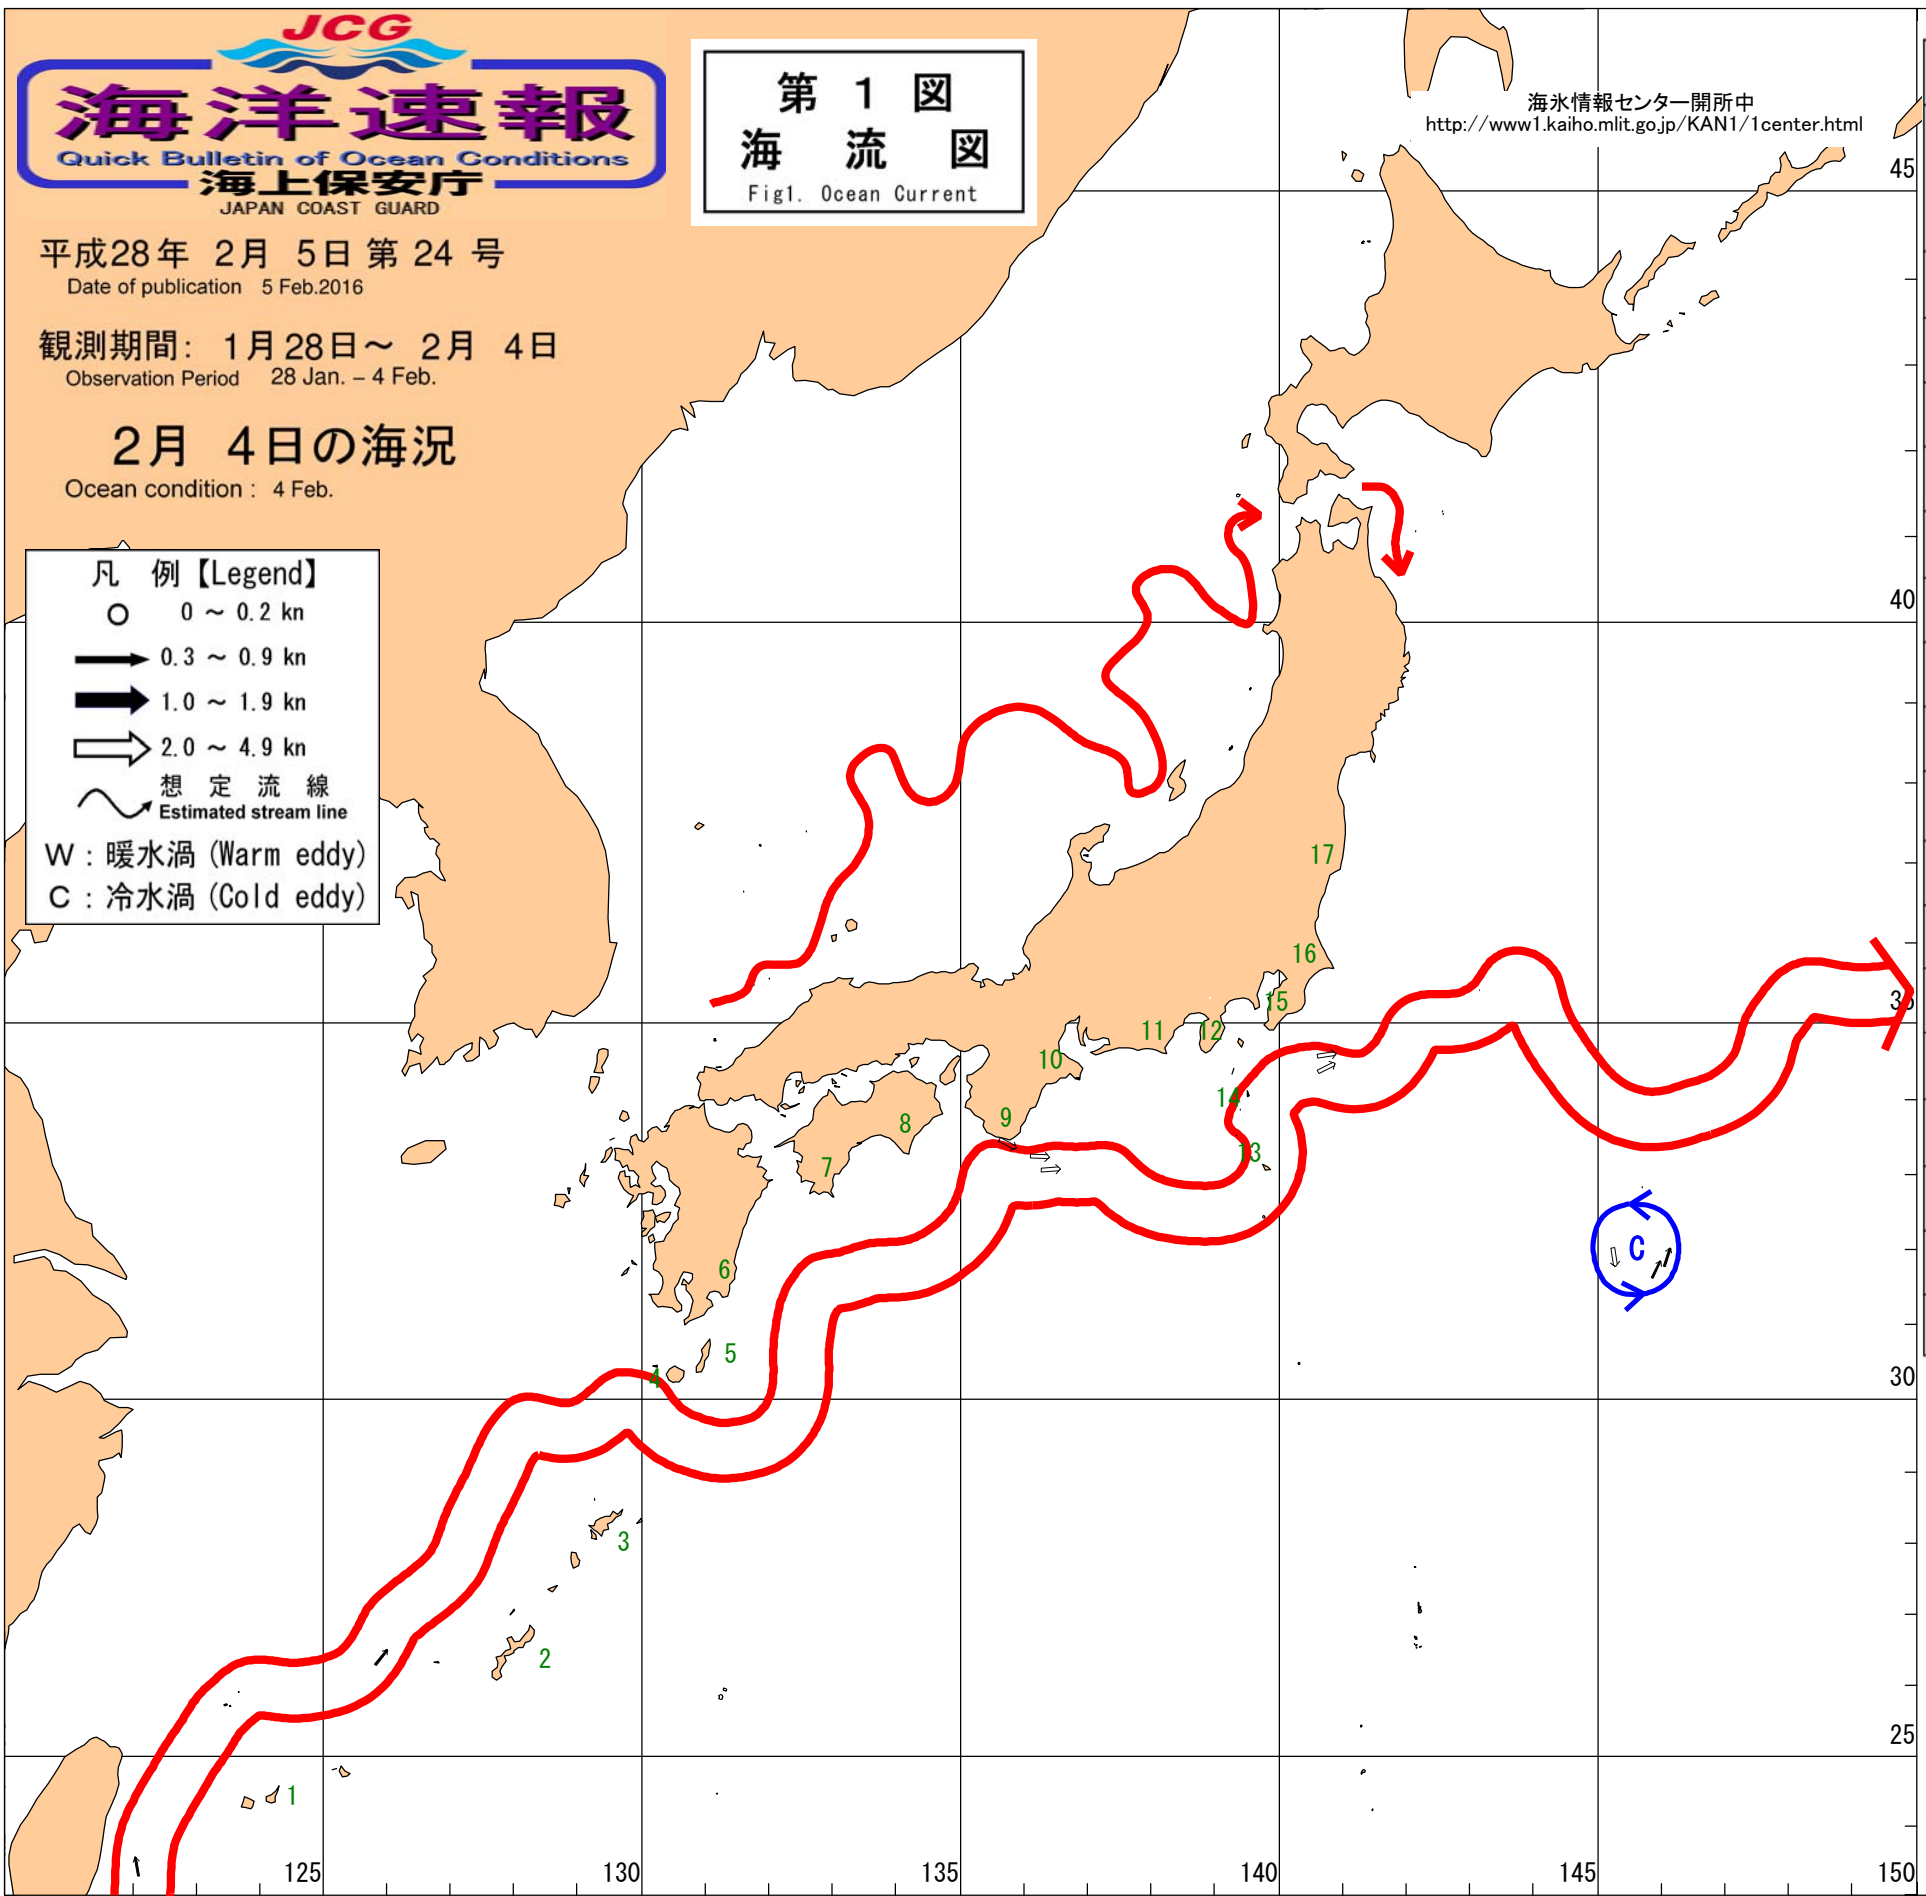 JCG
海洋速報
Quick Bulletin of Ocean Conditions
海上保安庁
JAPAN COAST GUARD
第 1 図
海 流 図
Fig1. Ocean Current
海氷情報センター開所中
http://www1.kaiho.mlit.go.jp/KAN1/1center.html
平成28年 2月 5日 第 24 号
Date of publication 5 Feb.2016
観測期間: 1月28日～ 2月 4日
Observation Period 28 Jan. – 4 Feb.
2月 4日の海況
Ocean condition : 4 Feb.
凡 例【Legend】
0 ～ 0.2 kn
0.3 ～ 0.9 kn
1.0 ～ 1.9 kn
2.0 ～ 4.9 kn
想 定 流 線
Estimated stream line
W : 暖水渦 (Warm eddy)
C : 冷水渦 (Cold eddy)
45
40
35
30
25
17
16
15
14
13
12
11
10
9
8
7
6
5
4
3
2
1
C
125
130
135
140
145
150